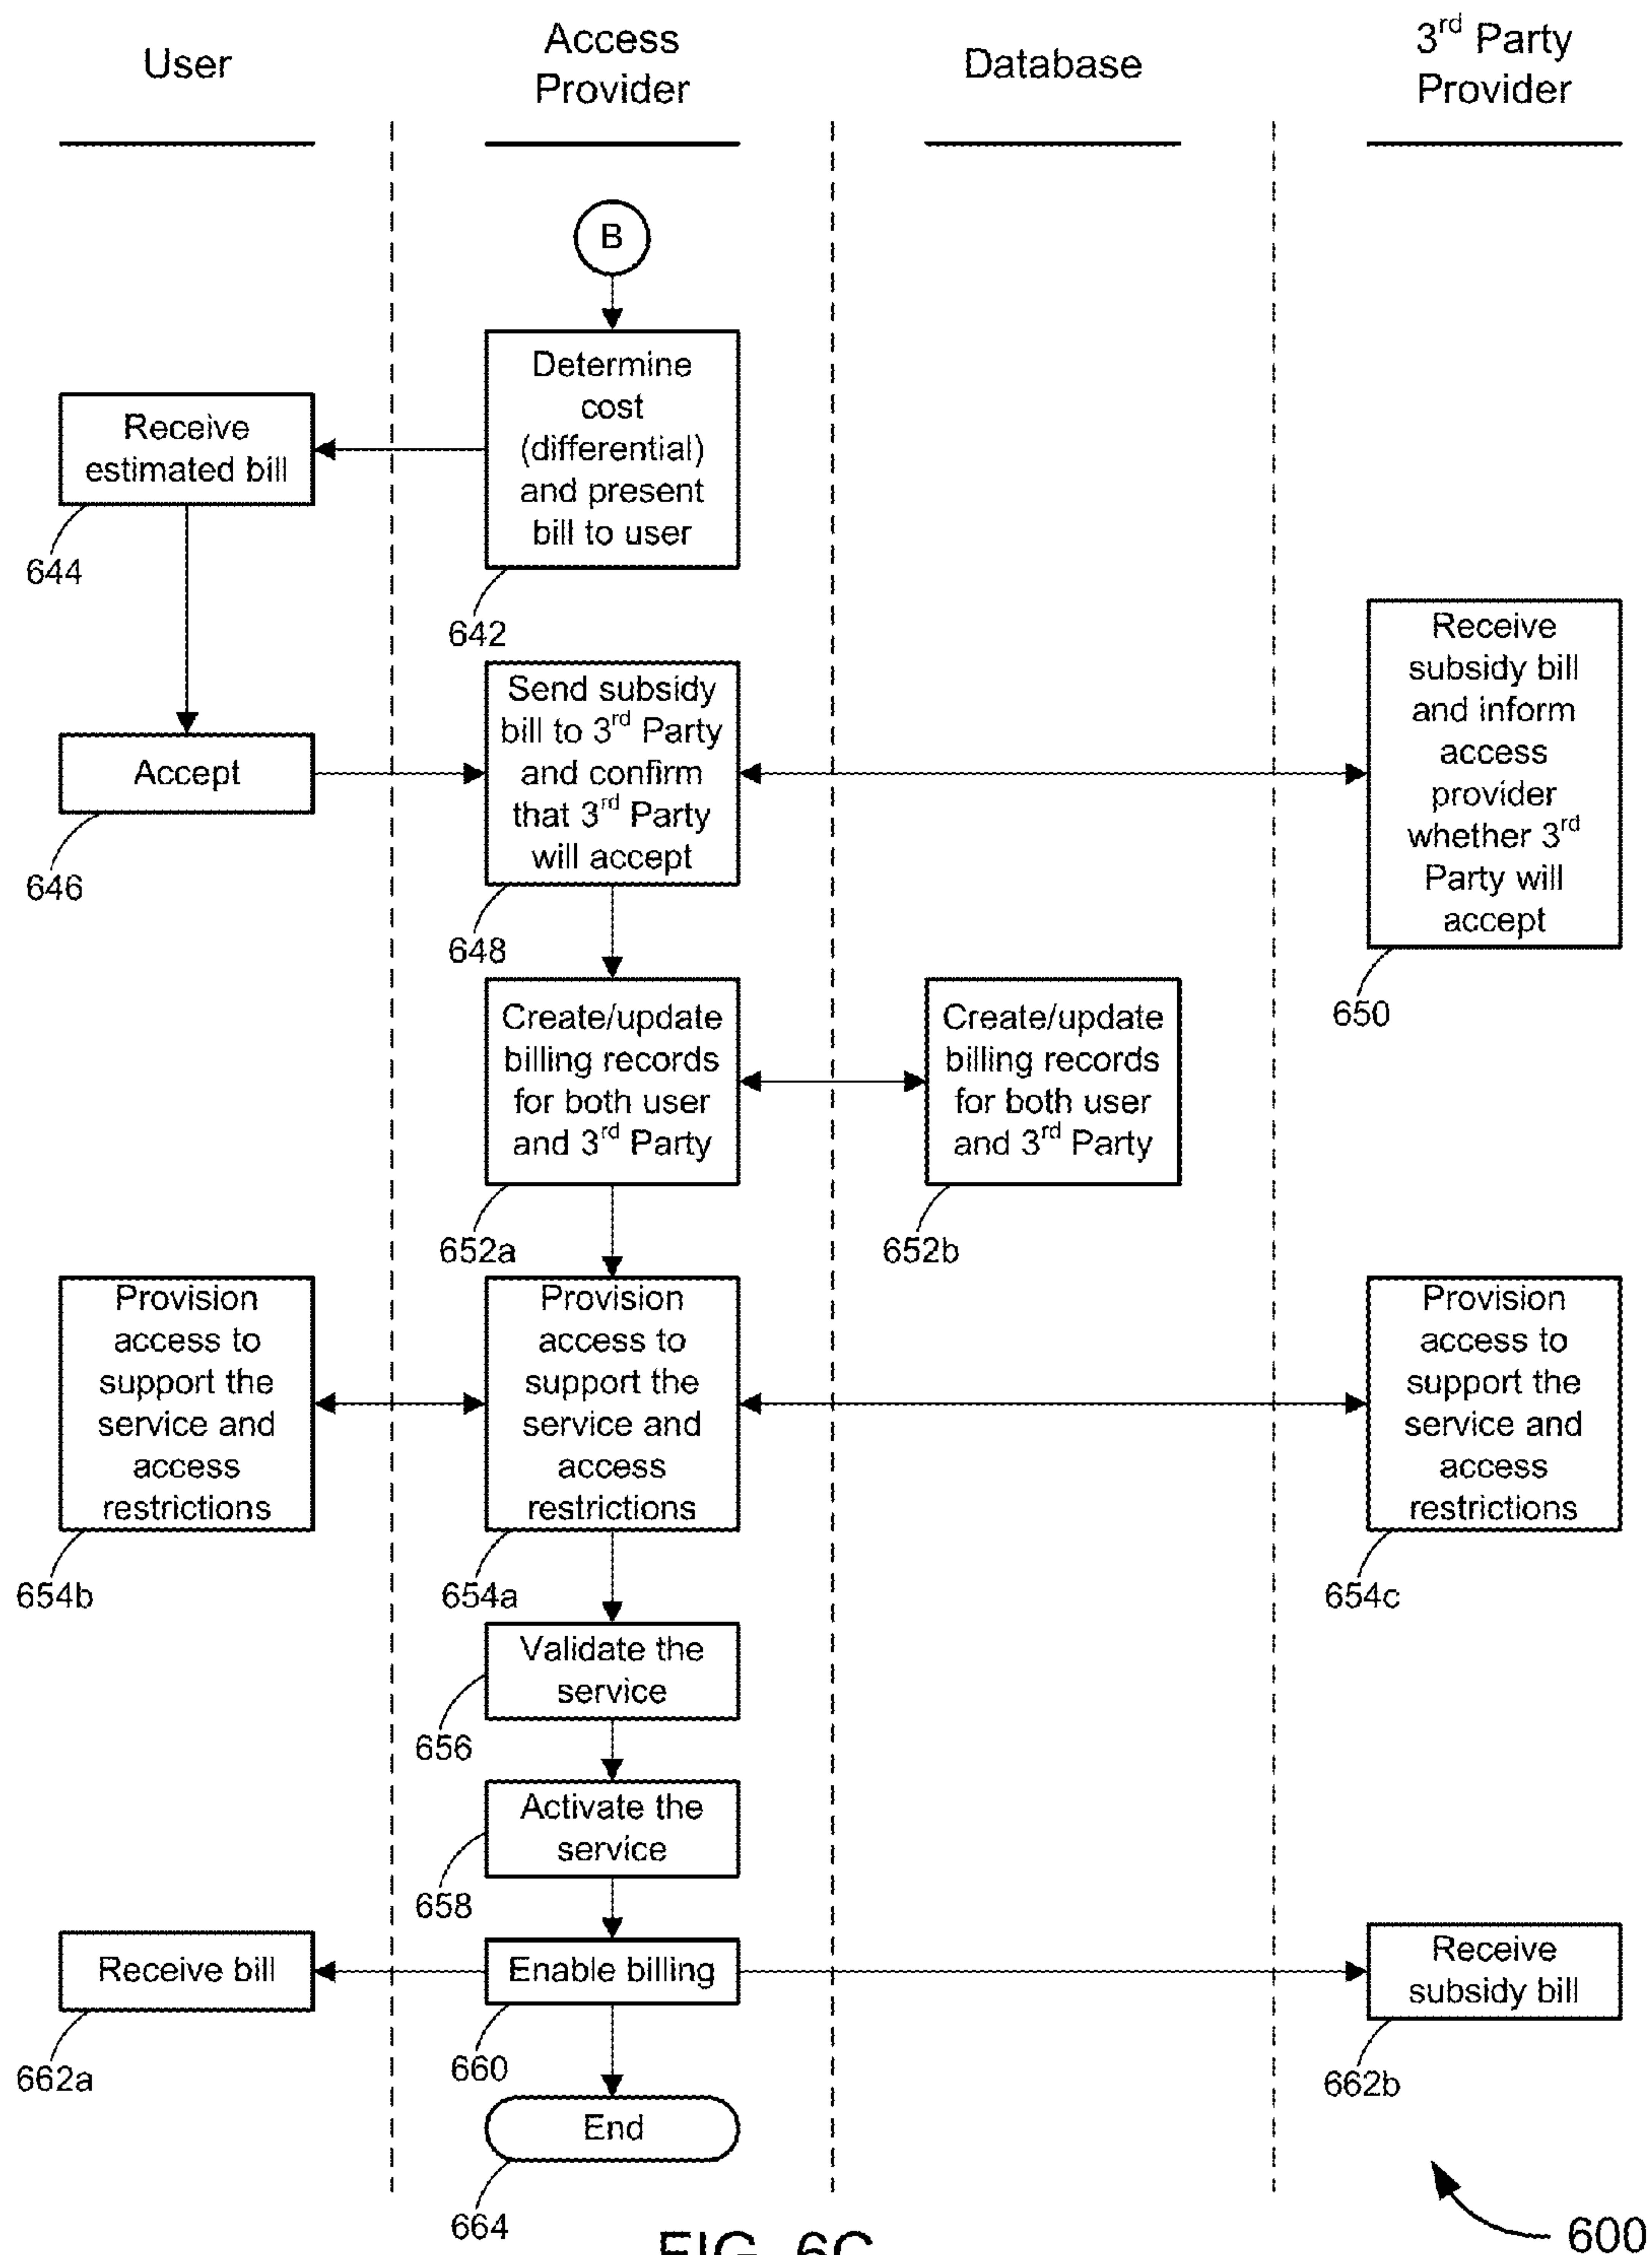 User
Access
Provider
Database
3rd Party
Provider
B
Determine
cost
(differential)
and present
bill to user
642
Receive
estimated bill
644
Accept
646
Send subsidy
bill to 3rd Party
and confirm
that 3rd Party
will accept
648
Receive
subsidy bill
and inform
access
provider
whether 3rd
Party will
accept
650
Create/update
billing records
for both user
and 3rd Party
652a
Create/update
billing records
for both user
and 3rd Party
652b
Provision
access to
support the
service and
access
restrictions
654b
Provision
access to
support the
service and
access
restrictions
654a
Provision
access to
support the
service and
access
restrictions
654c
Validate the
service
656
Activate the
service
658
Receive bill
662a
Enable billing
660
Receive
subsidy bill
662b
End
664
600
FIG. 6C